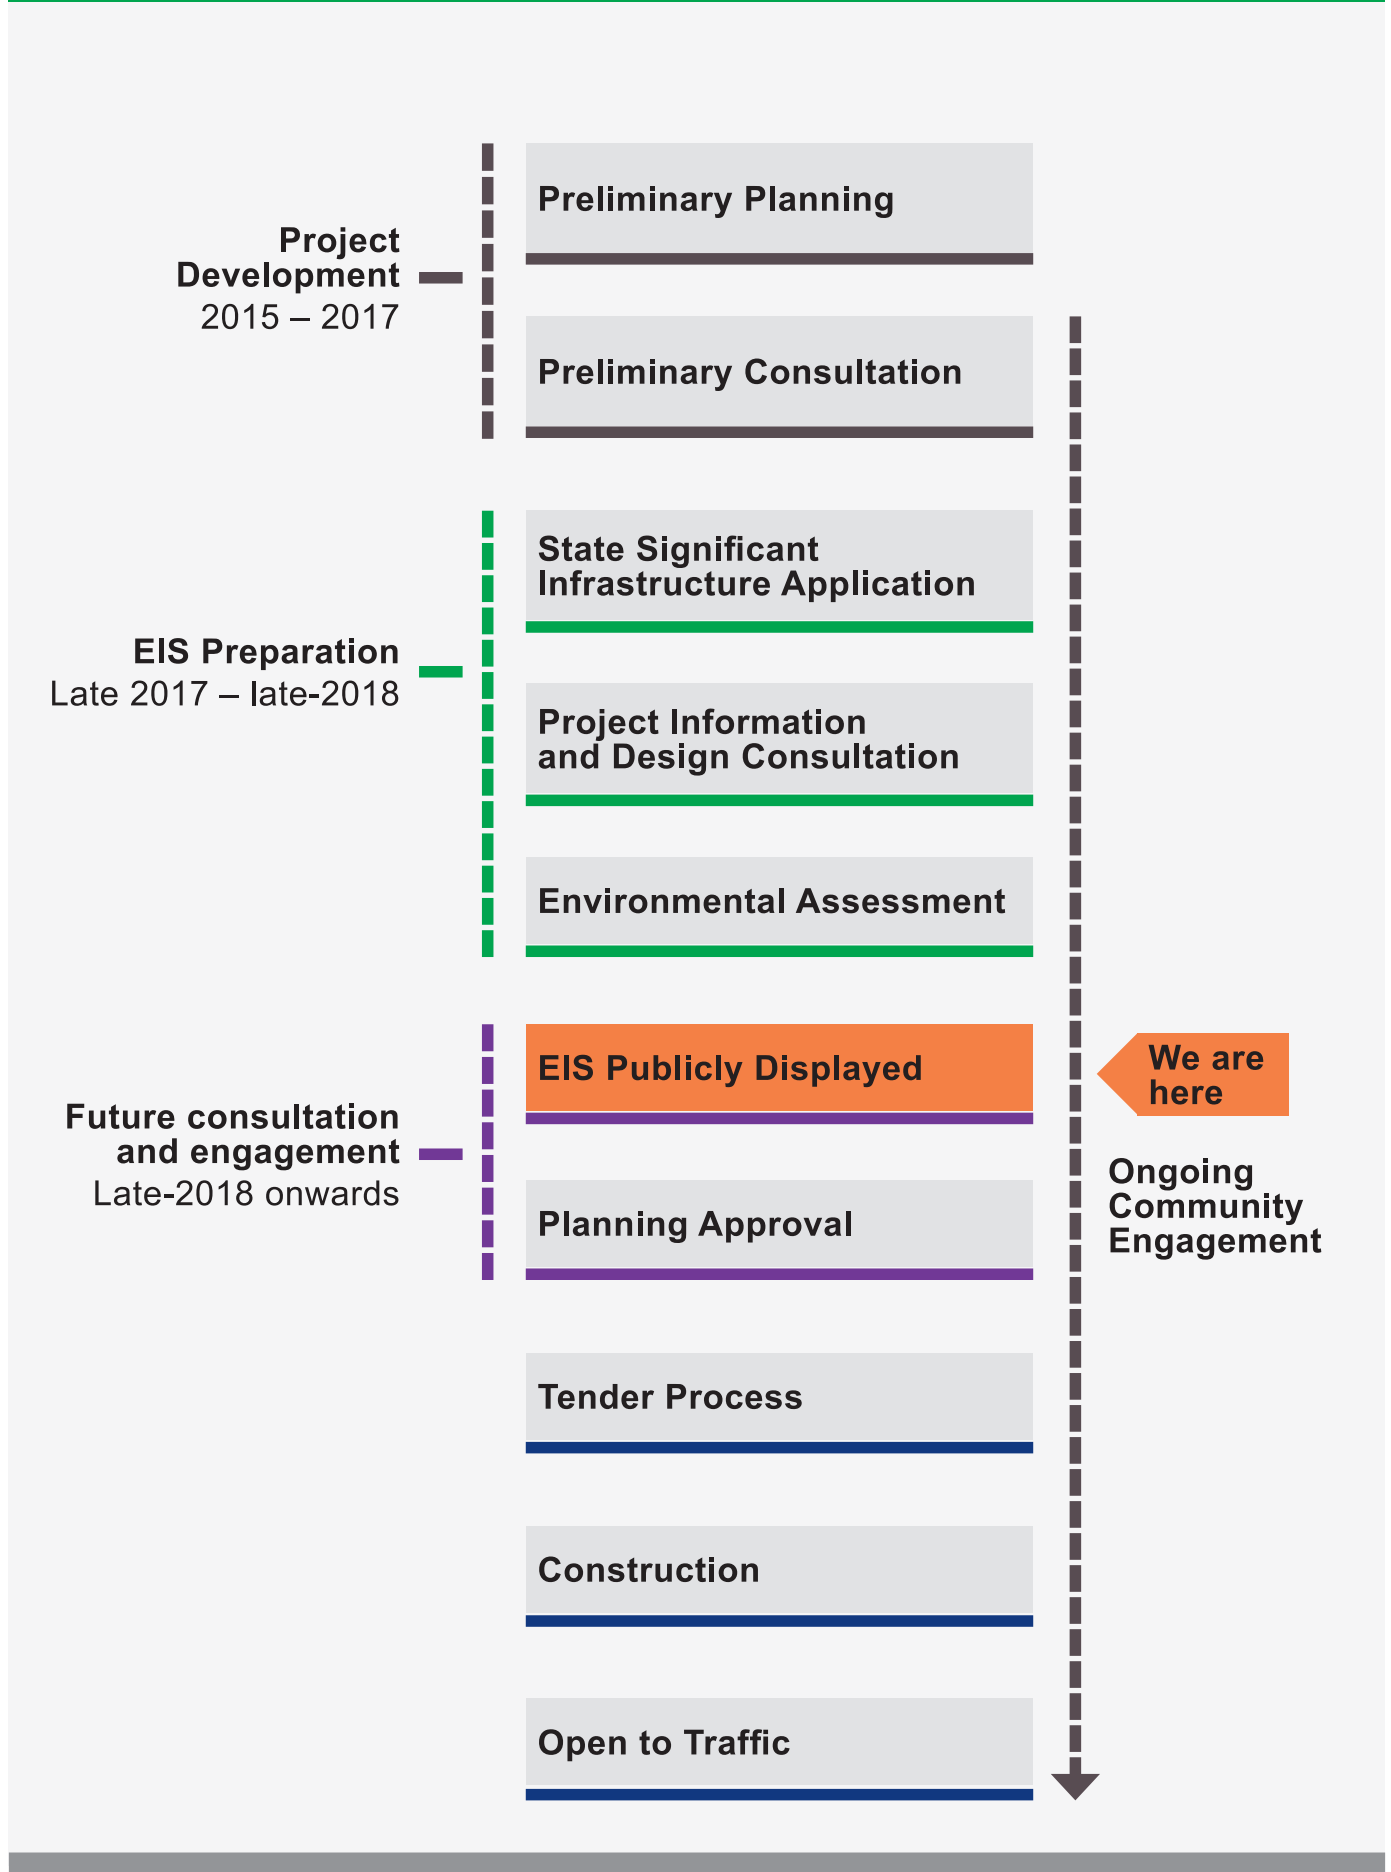 Project
Development
2015 – 2017
Preliminary Planning
Preliminary Consultation
EIS Preparation
Late 2017 – late-2018
State Significant
Infrastructure Application
Project Information
and Design Consultation
Environmental Assessment
Future consultation
and engagement
Late-2018 onwards
EIS Publicly Displayed
Planning Approval
We are
here
Ongoing
Community
Engagement
Tender Process
Construction
Open to Traffic